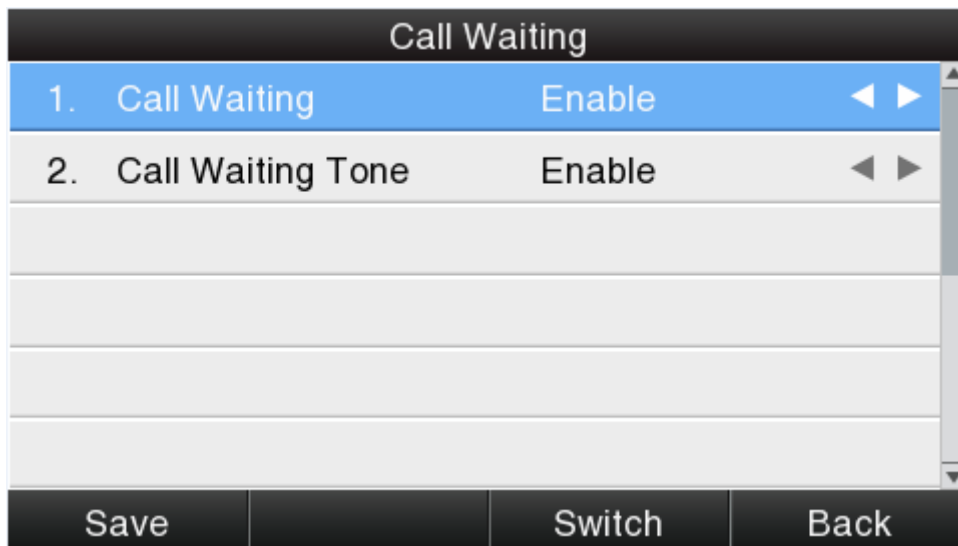 Call Waiting
1. Call Waiting Enable
2. Call Waiting Tone Enable
Save Switch Back